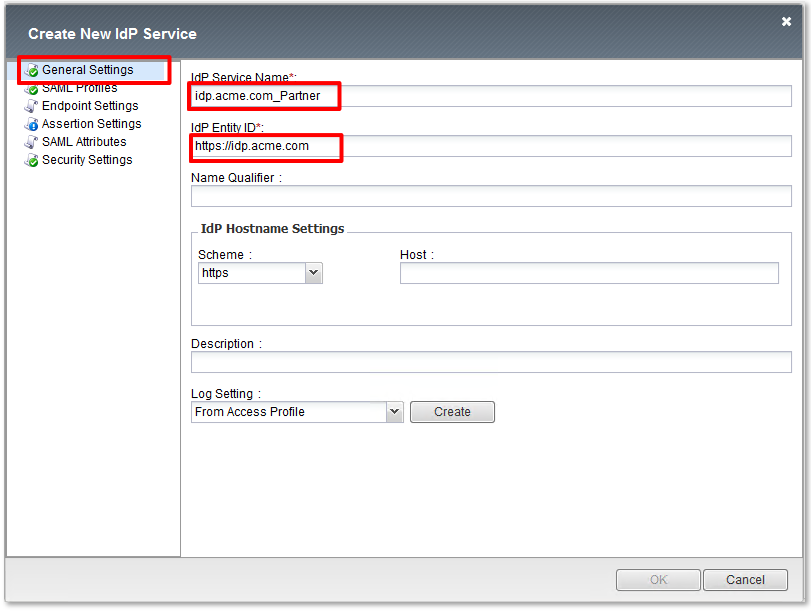 Create New IdP Service
General Settings
SAML Profiles
Endpoint Settings
Assertion Settings
SAML Attributes
Security Settings
IdP Service Name*:
idp.acme.com_Partner
IdP Entity ID*:
https://idp.acme.com
Name Qualifier :
IdP Hostname Settings
Scheme : Host :
https
Description :
Log Setting :
From Access Profile Create
OK Cancel